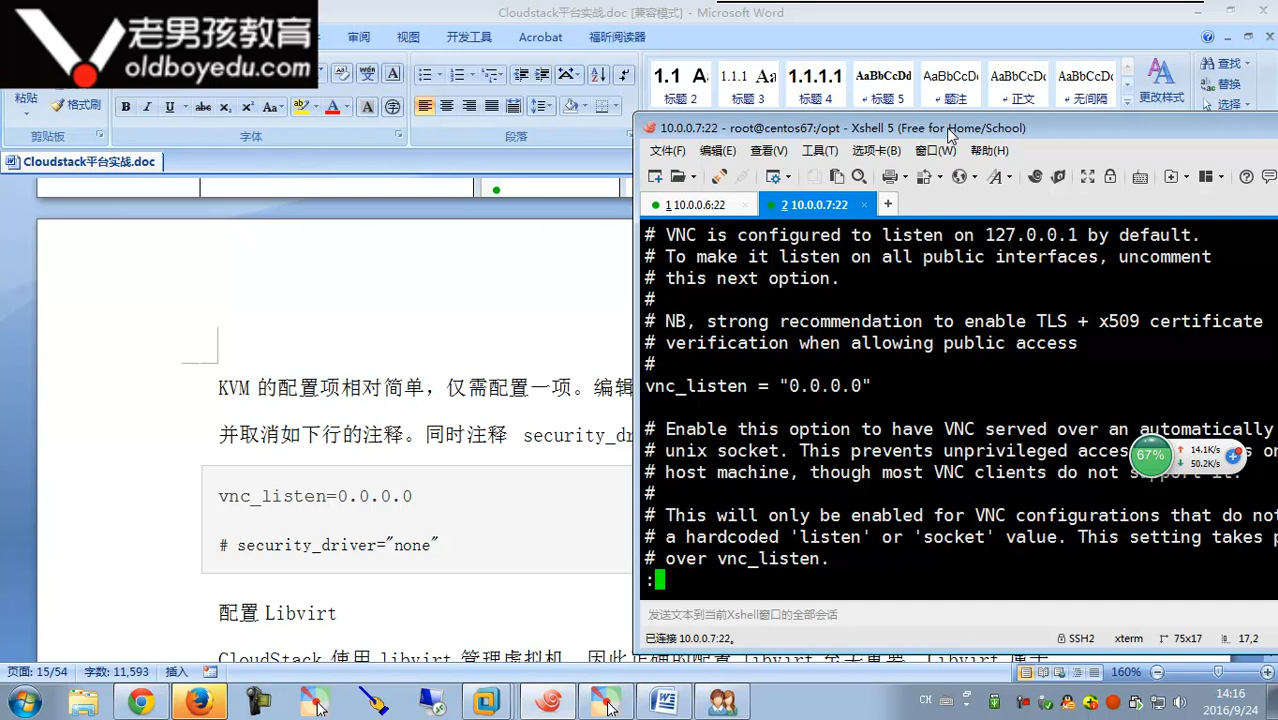 Cloudstack平台实战.doc [兼容模式] - Microsoft Word
老男孩教育
oldboyedu.com
审阅 视图 开发工具 Acrobat 福昕阅读器
粘贴 格式刷
剪贴板 字体 段落
1.1 A 1.1.1 Aa 1.1.1.1 AaBbCcDd AaBbCcDd AaBbCcDd AaBbCcDd
标题 2 标题 3 标题 4 标题 5 题注 正文 无间隔 更改样式
查找
替换
选择
Cloudstack平台实战.doc
10.0.0.7:22 - root@centos67:/opt - Xshell 5 (Free for Home/School)
文件(F) 编辑(E) 查看(V) 工具(T) 选项卡(B) 窗口(W) 帮助(H)
1 10.0.0.6:22 2 10.0.0.7:22
# VNC is configured to listen on 127.0.0.1 by default.
# To make it listen on all public interfaces, uncomment
# this next option.
#
# NB, strong recommendation to enable TLS + x509 certificate
# verification when allowing public access
#
vnc_listen = "0.0.0.0"
# Enable this option to have VNC served over an automatically
# unix socket. This prevents unprivileged acces
# host machine, though most VNC clients do not support it.
#
# This will only be enabled for VNC configurations that do not
# a hardcoded 'listen' or 'socket' value. This setting takes p
# over vnc_listen.
:
67% 14.1K/s
50.2K/s
发送文本到当前Xshell窗口的全部会话
已连接 10.0.0.7:22。 SSH2 xterm 75x17 17,2
KVM 的配置项相对简单，仅需配置一项。编辑
并取消如下行的注释。同时注释 security_dr
vnc_listen=0.0.0.0
# security_driver="none"
配置 Libvirt
CloudStack 使用 libvirt 管理虚拟机
页面: 15/54 字数: 11,593 插入 160%
CH 14:16
2016/9/24